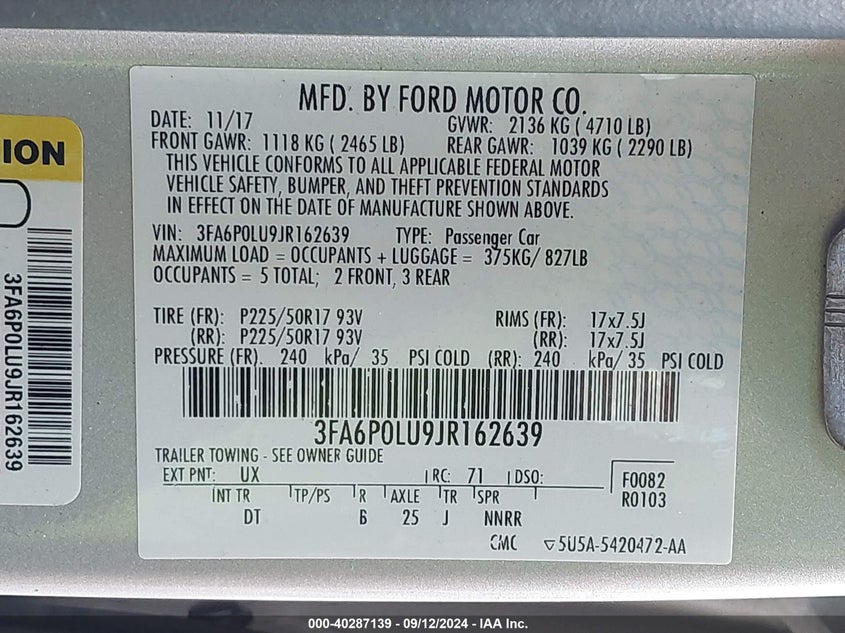 MFD. BY FORD MOTOR CO.
DATE: 11/17 GVWR: 2136 KG ( 4710 LB)
FRONT GAWR: 1118 KG ( 2465 LB) REAR GAWR: 1039 KG ( 2290 LB)
THIS VEHICLE CONFORMS TO ALL APPLICABLE FEDERAL MOTOR
VEHICLE SAFETY, BUMPER, AND THEFT PREVENTION STANDARDS
IN EFFECT ON THE DATE OF MANUFACTURE SHOWN ABOVE.
VIN: 3FA6P0LU9JR162639 TYPE: Passenger Car
MAXIMUM LOAD = OCCUPANTS + LUGGAGE = 375KG/ 827LB
OCCUPANTS = 5 TOTAL; 2 FRONT, 3 REAR
TIRE (FR): P225/50R17 93V RIMS (FR): 17x7.5J
(RR): P225/50R17 93V (RR): 17x7.5J
PRESSURE (FR). 240 kPa/ 35 PSI COLD (RR): 240 kPa/ 35 PSI COLD
3FA6P0LU9JR162639
TRAILER TOWING - SEE OWNER GUIDE
EXT PNT: UX RC: 71 DSO:
F0082
R0103
INT TR TP/PS R AXLE TR SPR
DT B 25 J NNRR
CMC ▽5U5A-5420472-AA
ION
3FA6P0LU9JR162639
000-40287139 - 09/12/2024 - IAA Inc.